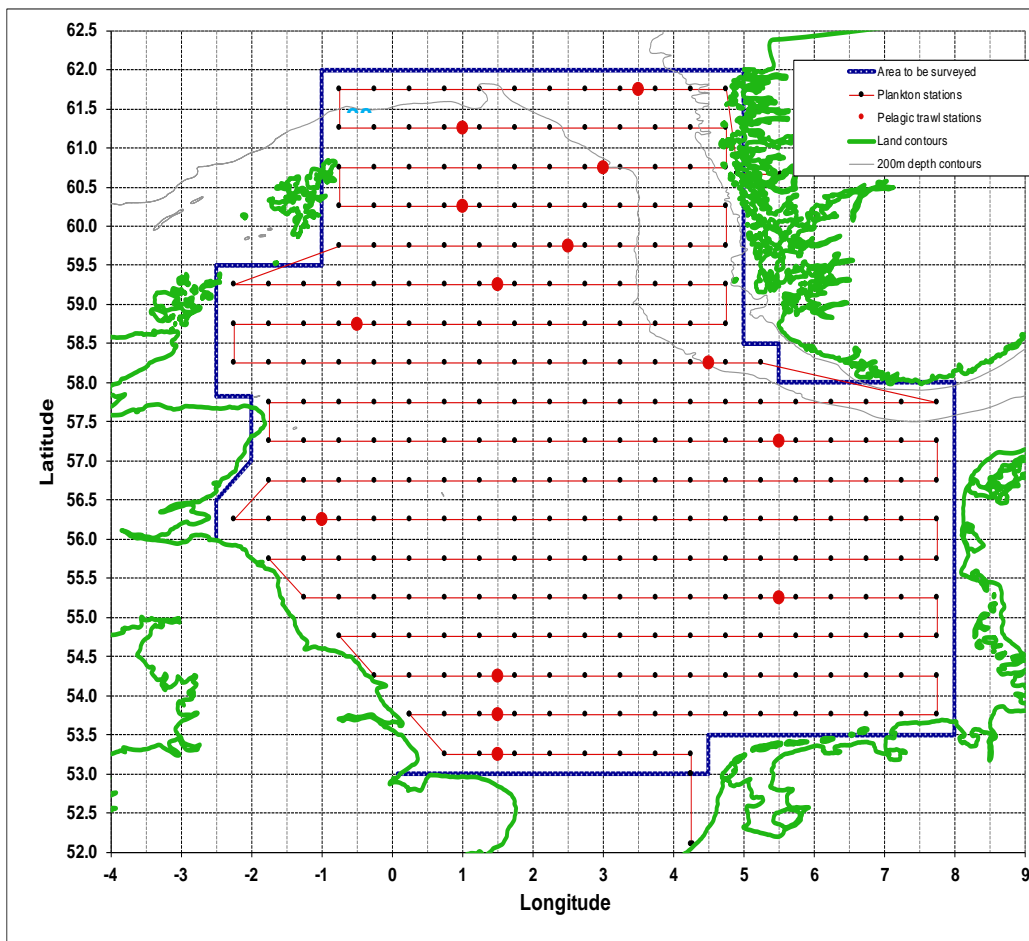 62.5
62.0
61.5
61.0
60.5
60.0
59.5
59.0
58.5
58.0
57.5
57.0
56.5
56.0
55.5
55.0
54.5
54.0
53.5
53.0
52.5
52.0
Latitude
Area to be surveyed
Plankton stations
Pelagic trawl stations
Land contours
200m depth contours
-4 -3 -2 -1 0 1 2 3 4 5 6 7 8 9
Longitude